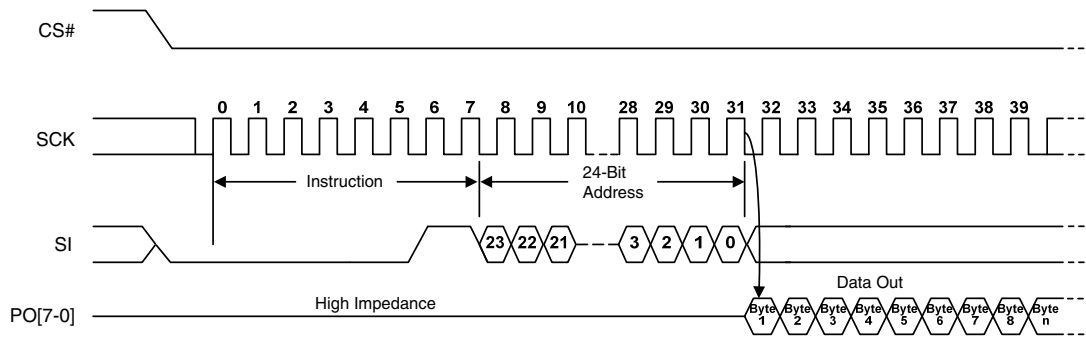 CS#
0 1 2 3 4 5 6 7 8 9 10 28 29 30 31 32 33 34 35 36 37 38 39
SCK
Instruction
24-Bit
Address
SI
23 22 21 3 2 1 0
Data Out
High Impedance
PO[7-0]
Byte 1 Byte 2 Byte 3 Byte 4 Byte 5 Byte 6 Byte 7 Byte 8 Byte n